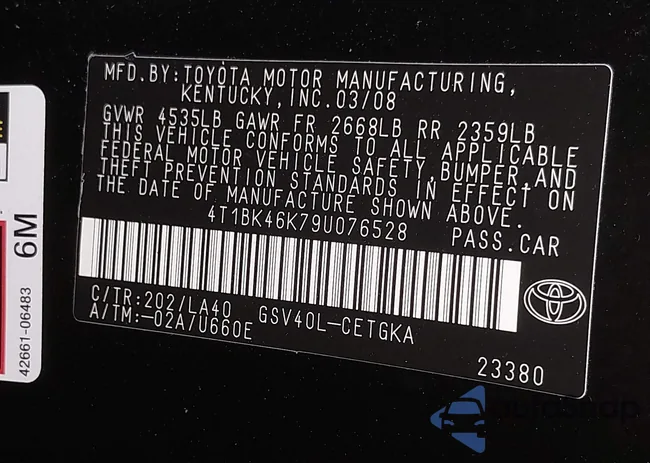 MFD.BY:TOYOTA MOTOR MANUFACTURING,
KENTUCKY,INC.03/08
GVWR 4535LB GAWR FR 2668LB RR 2359LB
THIS VEHICLE CONFORMS TO ALL APPLICABLE
FEDERAL MOTOR VEHICLE SAFETY,BUMPER,AND
THEFT PREVENTION STANDARDS IN EFFECT ON
THE DATE OF MANUFACTURE SHOWN ABOVE.
4T1BK46K79U076528 PASS.CAR
C/TR:202/LA40 GSV40L-CETGKA
A/TM:-02A/U660E
23380
6M
42661-06483